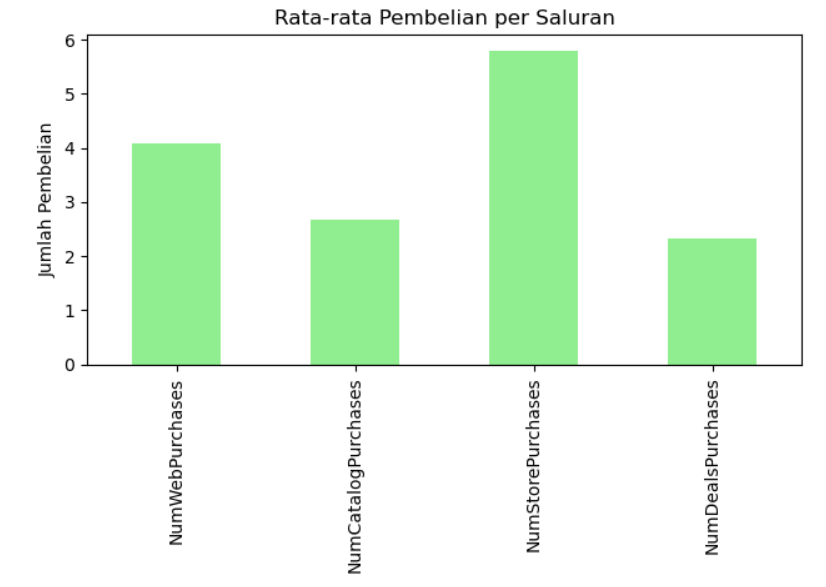 Rata-rata Pembelian per Saluran
Jumlah Pembelian
6
5
4
3
2
1
0
NumWebPurchases
NumCatalogPurchases
NumStorePurchases
NumDealsPurchases